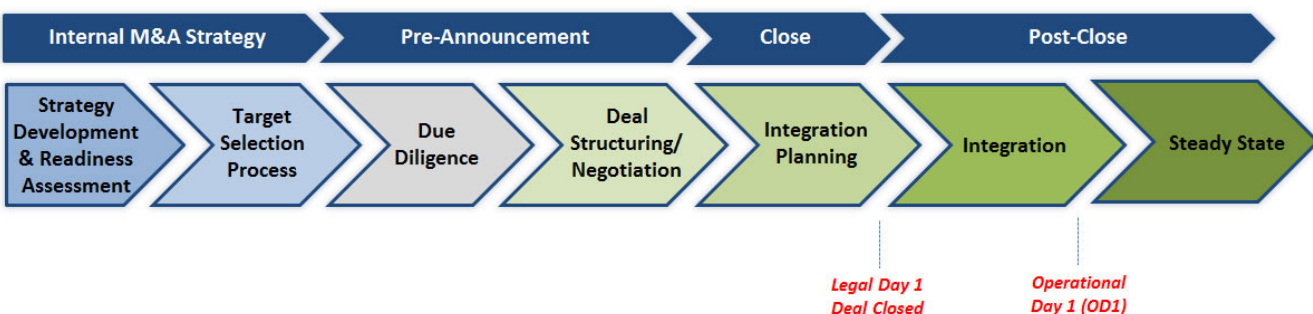 Internal M&A Strategy
Pre-Announcement
Close
Post-Close
Strategy
Development
& Readiness
Assessment
Target
Selection
Process
Due
Diligence
Deal
Structuring/
Negotiation
Integration
Planning
Integration
Steady State
Legal Day 1
Deal Closed
Operational
Day 1 (OD1)